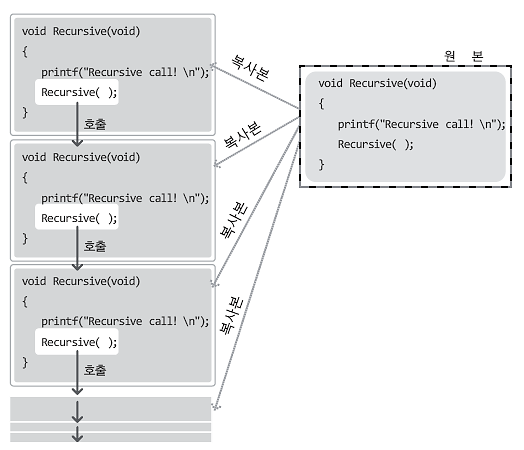 void Recursive(void)
{
printf("Recursive call! \n");
Recursive( );
}
호출
void Recursive(void)
{
printf("Recursive call! \n");
Recursive( );
}
호출
void Recursive(void)
{
printf("Recursive call! \n");
Recursive( );
}
호출
복사본
복사본
복사본
복사본
원 본
void Recursive(void)
{
printf("Recursive call! \n");
Recursive( );
}